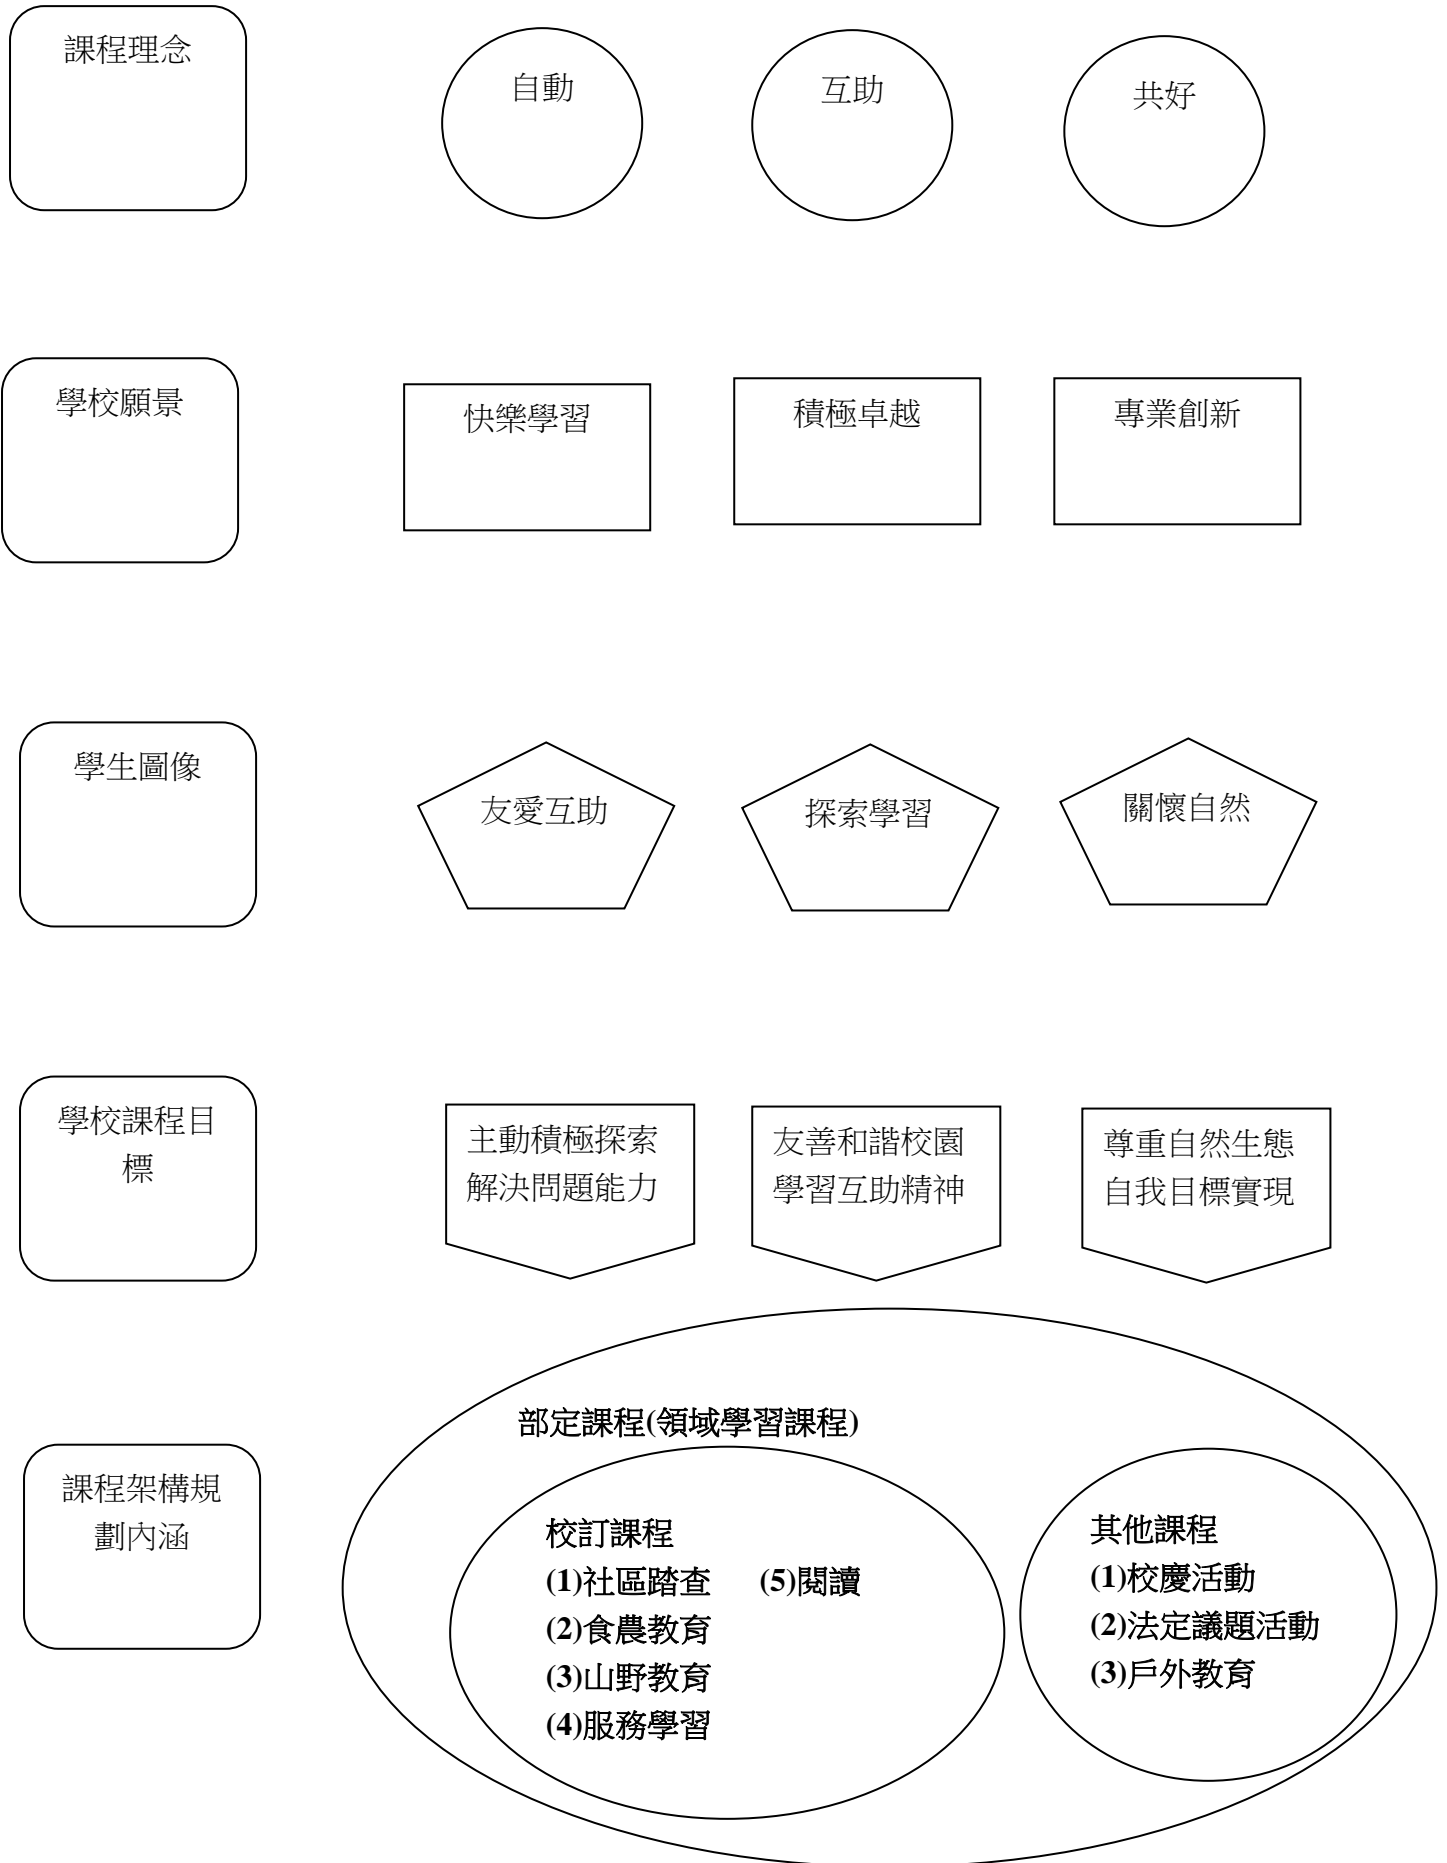 課程理念
自動
互助
共好
學校願景
快樂學習
積極卓越
專業創新
學生圖像
友愛互助
探索學習
關懷自然
學校課程目
標
主動積極探索
解決問題能力
友善和諧校園
學習互助精神
尊重自然生態
自我目標實現
課程架構規
劃內涵
部定課程(領域學習課程)
校訂課程
(1)社區踏查 (5)閱讀
(2)食農教育
(3)山野教育
(4)服務學習
其他課程
(1)校慶活動
(2)法定議題活動
(3)戶外教育